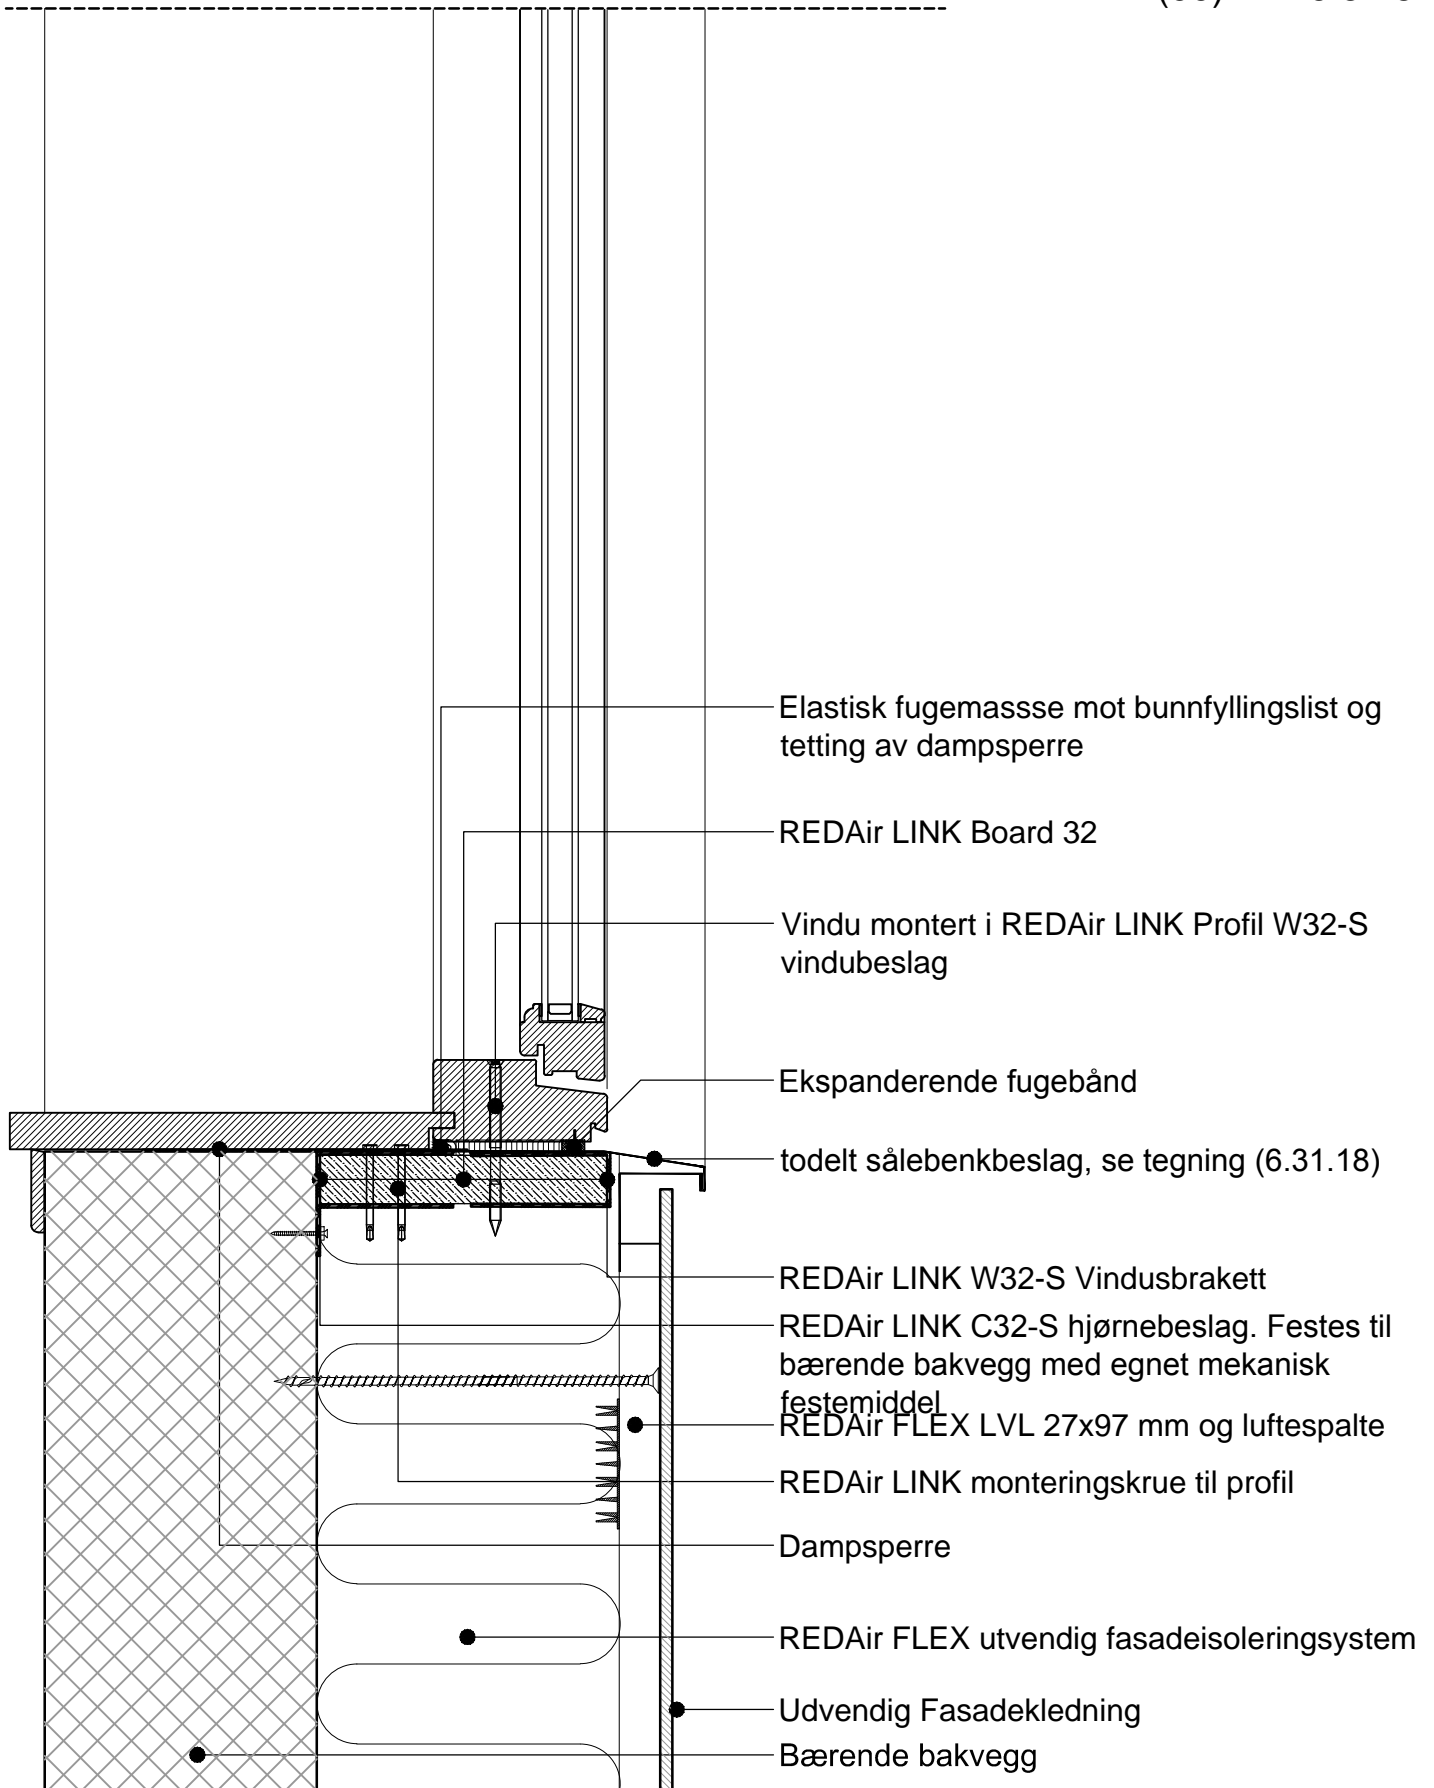 Elastisk fugemassse mot bunnfyllingslist og
tetting av dampsperre
REDAir LINK Board 32
Vindu montert i REDAir LINK Profil W32-S
vindubeslag
Ekspanderende fugebånd
todelt sålebenkbeslag, se tegning (6.31.18)
REDAir LINK W32-S Vindusbrakett
REDAir LINK C32-S hjørnebeslag. Festes til
bærende bakvegg med egnet mekanisk
festemiddel
REDAir FLEX LVL 27x97 mm og luftespalte
REDAir LINK monteringskrue til profil
Dampsperre
REDAir FLEX utvendig fasadeisoleringsystem
Udvendig Fasadekledning
Bærende bakvegg